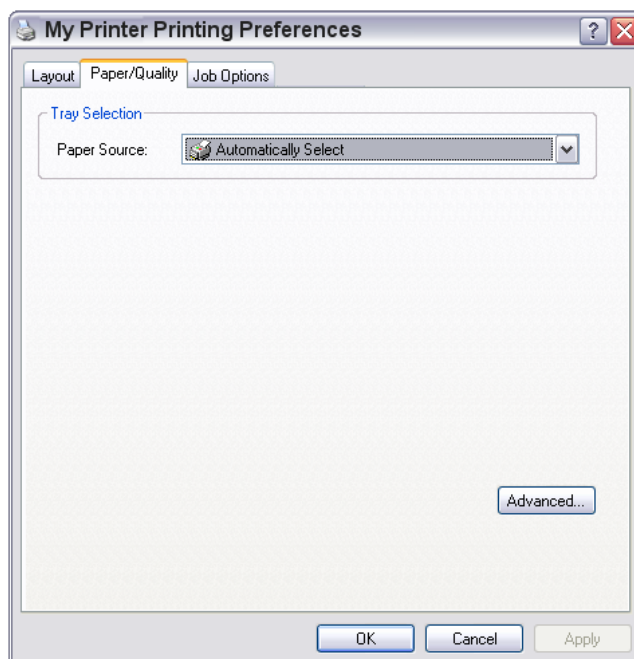 My Printer Printing Preferences
Layout Paper/Quality Job Options
Tray Selection
Paper Source: Automatically Select
Advanced...
OK Cancel Apply